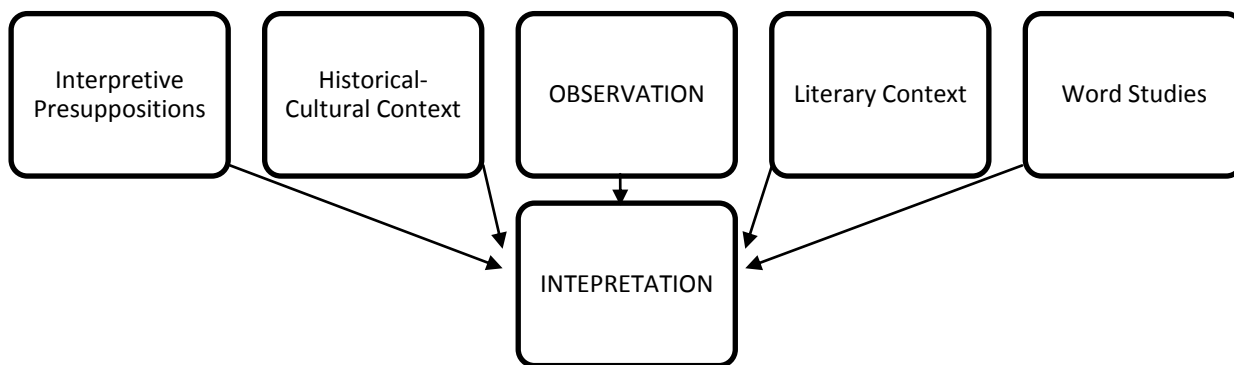 Interpretive
Presuppositions
Historical-
Cultural Context
OBSERVATION
Literary Context
Word Studies
INTEPRETATION